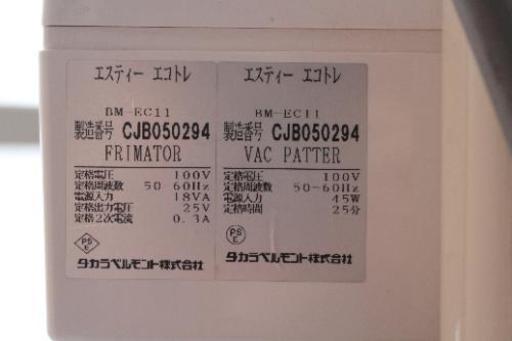 エスティー エコトレ
BM-EC11
製造番号 CJB050294
FRIMATOR
定格電圧 100V
定格周波数 50 60Hz
電源入力 18VA
定格出力電圧 25V
定格2次電流 0.3A
PS
E
タカラベルモント株式会社
エスティー エコトレ
BM-EC11
製造番号 CJB050294
VAC PATTER
定格電圧 100V
定格周波数 50-60Hz
電源入力 45W
定格時間 25分
PS
E
タカラベルモント株式会社